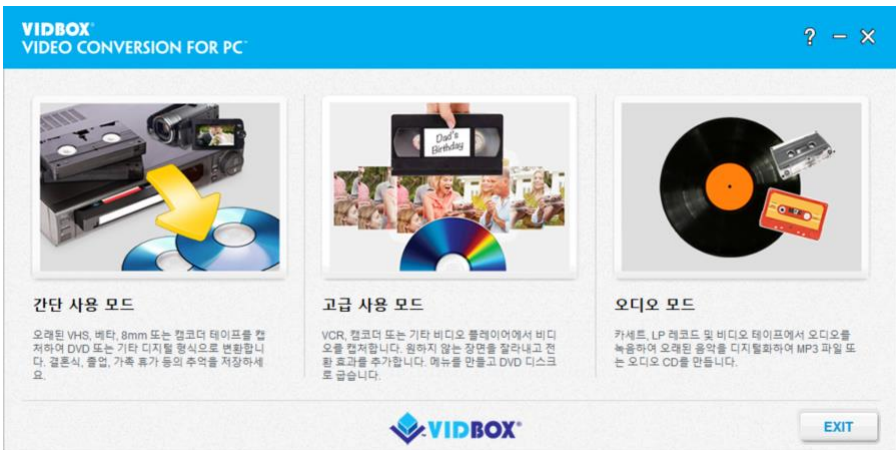 VIDBOX®
VIDEO CONVERSION FOR PC™
? – ×
Dad's
Birthday
간단 사용 모드
오래된 VHS, 베타, 8mm 또는 캠코더 테이프를 캡
처하여 DVD 또는 기타 디지털 형식으로 변환합니
다. 결혼식, 졸업, 가족 휴가 등의 추억을 저장하세
요.
고급 사용 모드
VCR, 캠코더 또는 기타 비디오 플레이어에서 비디
오를 캡처합니다. 원하지 않는 장면을 잘라내고 전
환 효과를 추가합니다. 메뉴를 만들고 DVD 디스크
로 굽습니다.
오디오 모드
카세트, LP 레코드 및 비디오 테이프에서 오디오를
녹음하여 오래된 음악을 디지털화하여 MP3 파일 또
는 오디오 CD를 만듭니다.
VIDBOX®
EXIT